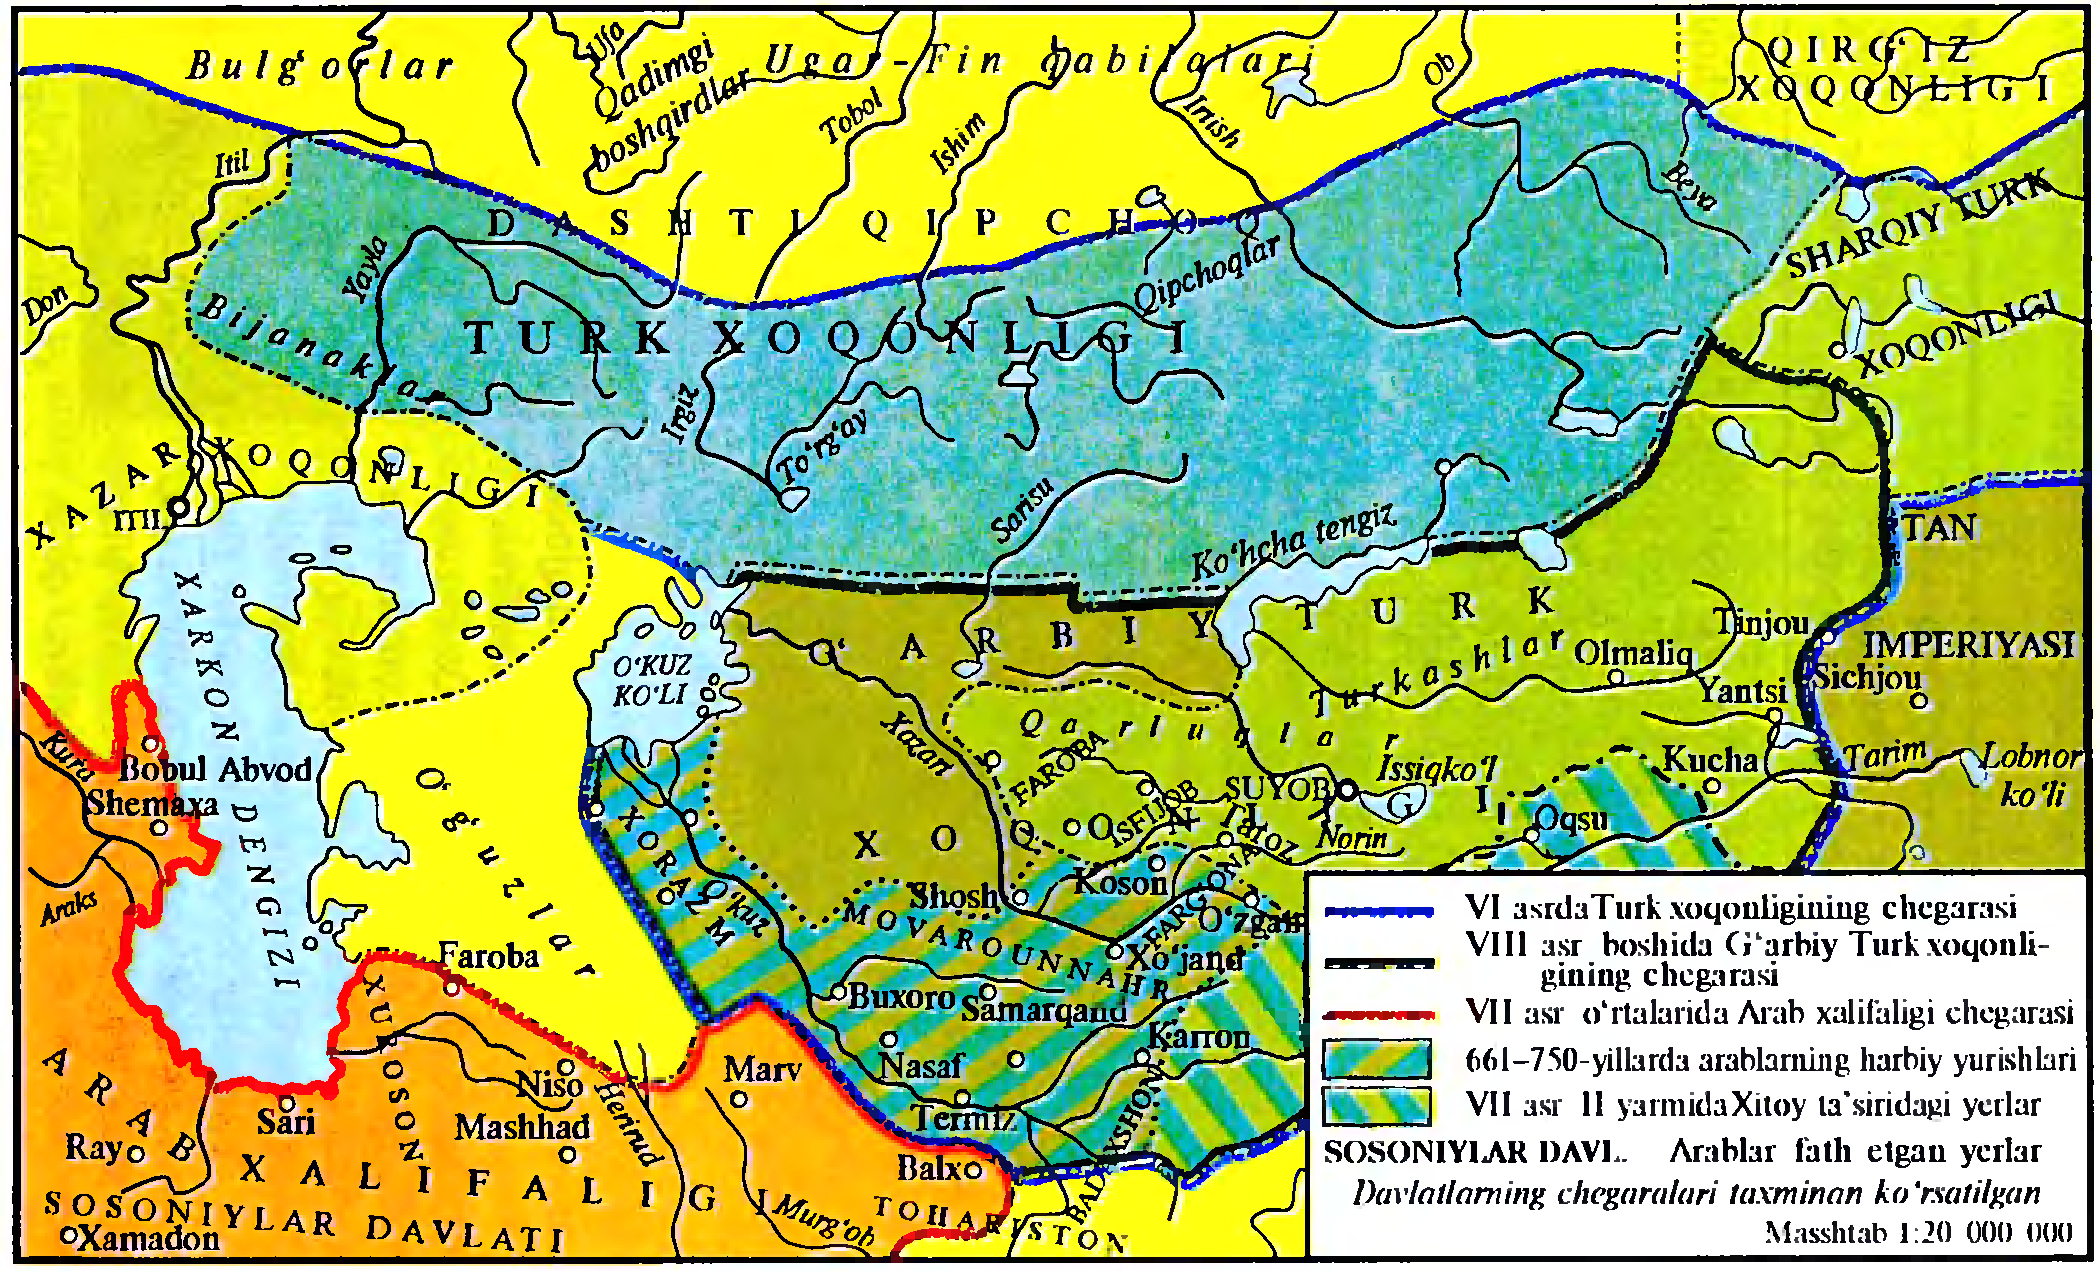 Bulg‘orlar
Ufa
Qadimgi
boshqirdlar
Ugar-Fin qabilalari
Tobol
Ishim
Irtish
Ob
QIRG‘IZ
XOQONLIGI
Itil
Don
Yayla
DASHTI QIPCHOQ
Beya
SHARQIY TURK
XOQONLIGI
Bijanaklar
TURK XOQONLIGI
Qipchoqlar
Irgiz
To‘rg‘ay
Sarisu
Ko‘hcha tengiz
XAZAR XOQONLIGI
ITIL
TAN
IMPERIYASI
XARKON DENGIZI
O‘KUZ
KO‘LI
G‘ARBIY TURK
XOQONLIGI
Turkashlar
Olmaliq
Tinjou
Sichjou
Yantsi
Qarluqlar
Xazart
FAROBA
ISFIJOB
SUYOB
Issiqko‘l
Kucha
Tarim
Lobnor
ko‘li
Taroz
Norin
Oqsu
Kura
Bobul Abvod
Shemaxa
Araks
O‘g‘uzlar
XORAZM
O‘kuz
Shosh
Koson
FARG‘ONA
O‘zgan
MOVAROUNNAHR
Xo‘jand
Faroba
Buxoro
Samarqand
Karron
Nasaf
XUROSON
Niso
Marv
Termiz
BADAXSHON
Sari
Mashhad
Herirud
Ray
Balx
ARAB XALIFALIGI
SOSONIYLAR DAVLATI
Xamadon
Murg‘ob
TOHARISTON
VI asrda Turk xoqonligining chegarasi
VIII asr boshida G‘arbiy Turk xoqonli-
gining chegarasi
VII asr o‘rtalarida Arab xalifaligi chegarasi
661–750-yillarda arablarning harbiy yurishlari
VII asr II yarmida Xitoy ta’siridagi yerlar
SOSONIYLAR DAVL. Arablar fath etgan yerlar
Davlatlarning chegaralari taxminan ko‘rsatilgan
Masshtab 1:20 000 000